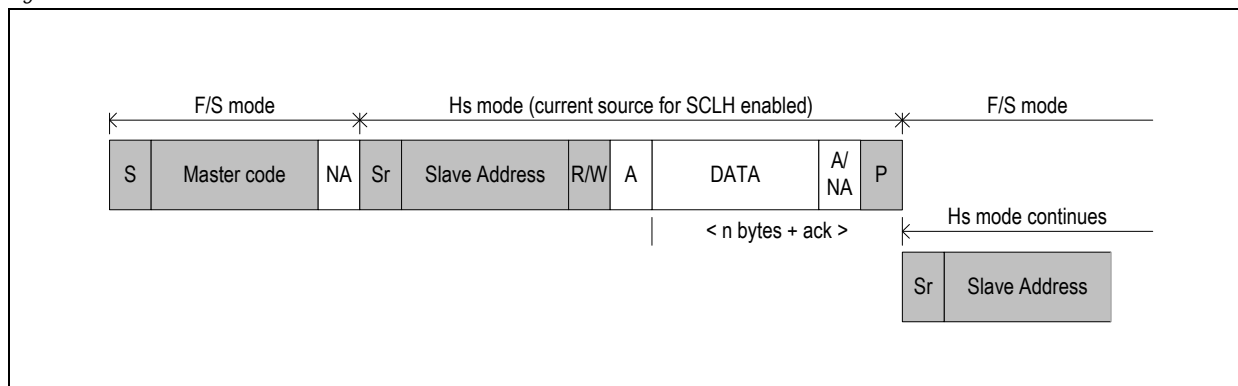 F/S mode Hs mode (current source for SCLH enabled) F/S mode
S Master code NA Sr Slave Address R/W A DATA A/ NA P
< n bytes + ack >
Hs mode continues
Sr Slave Address